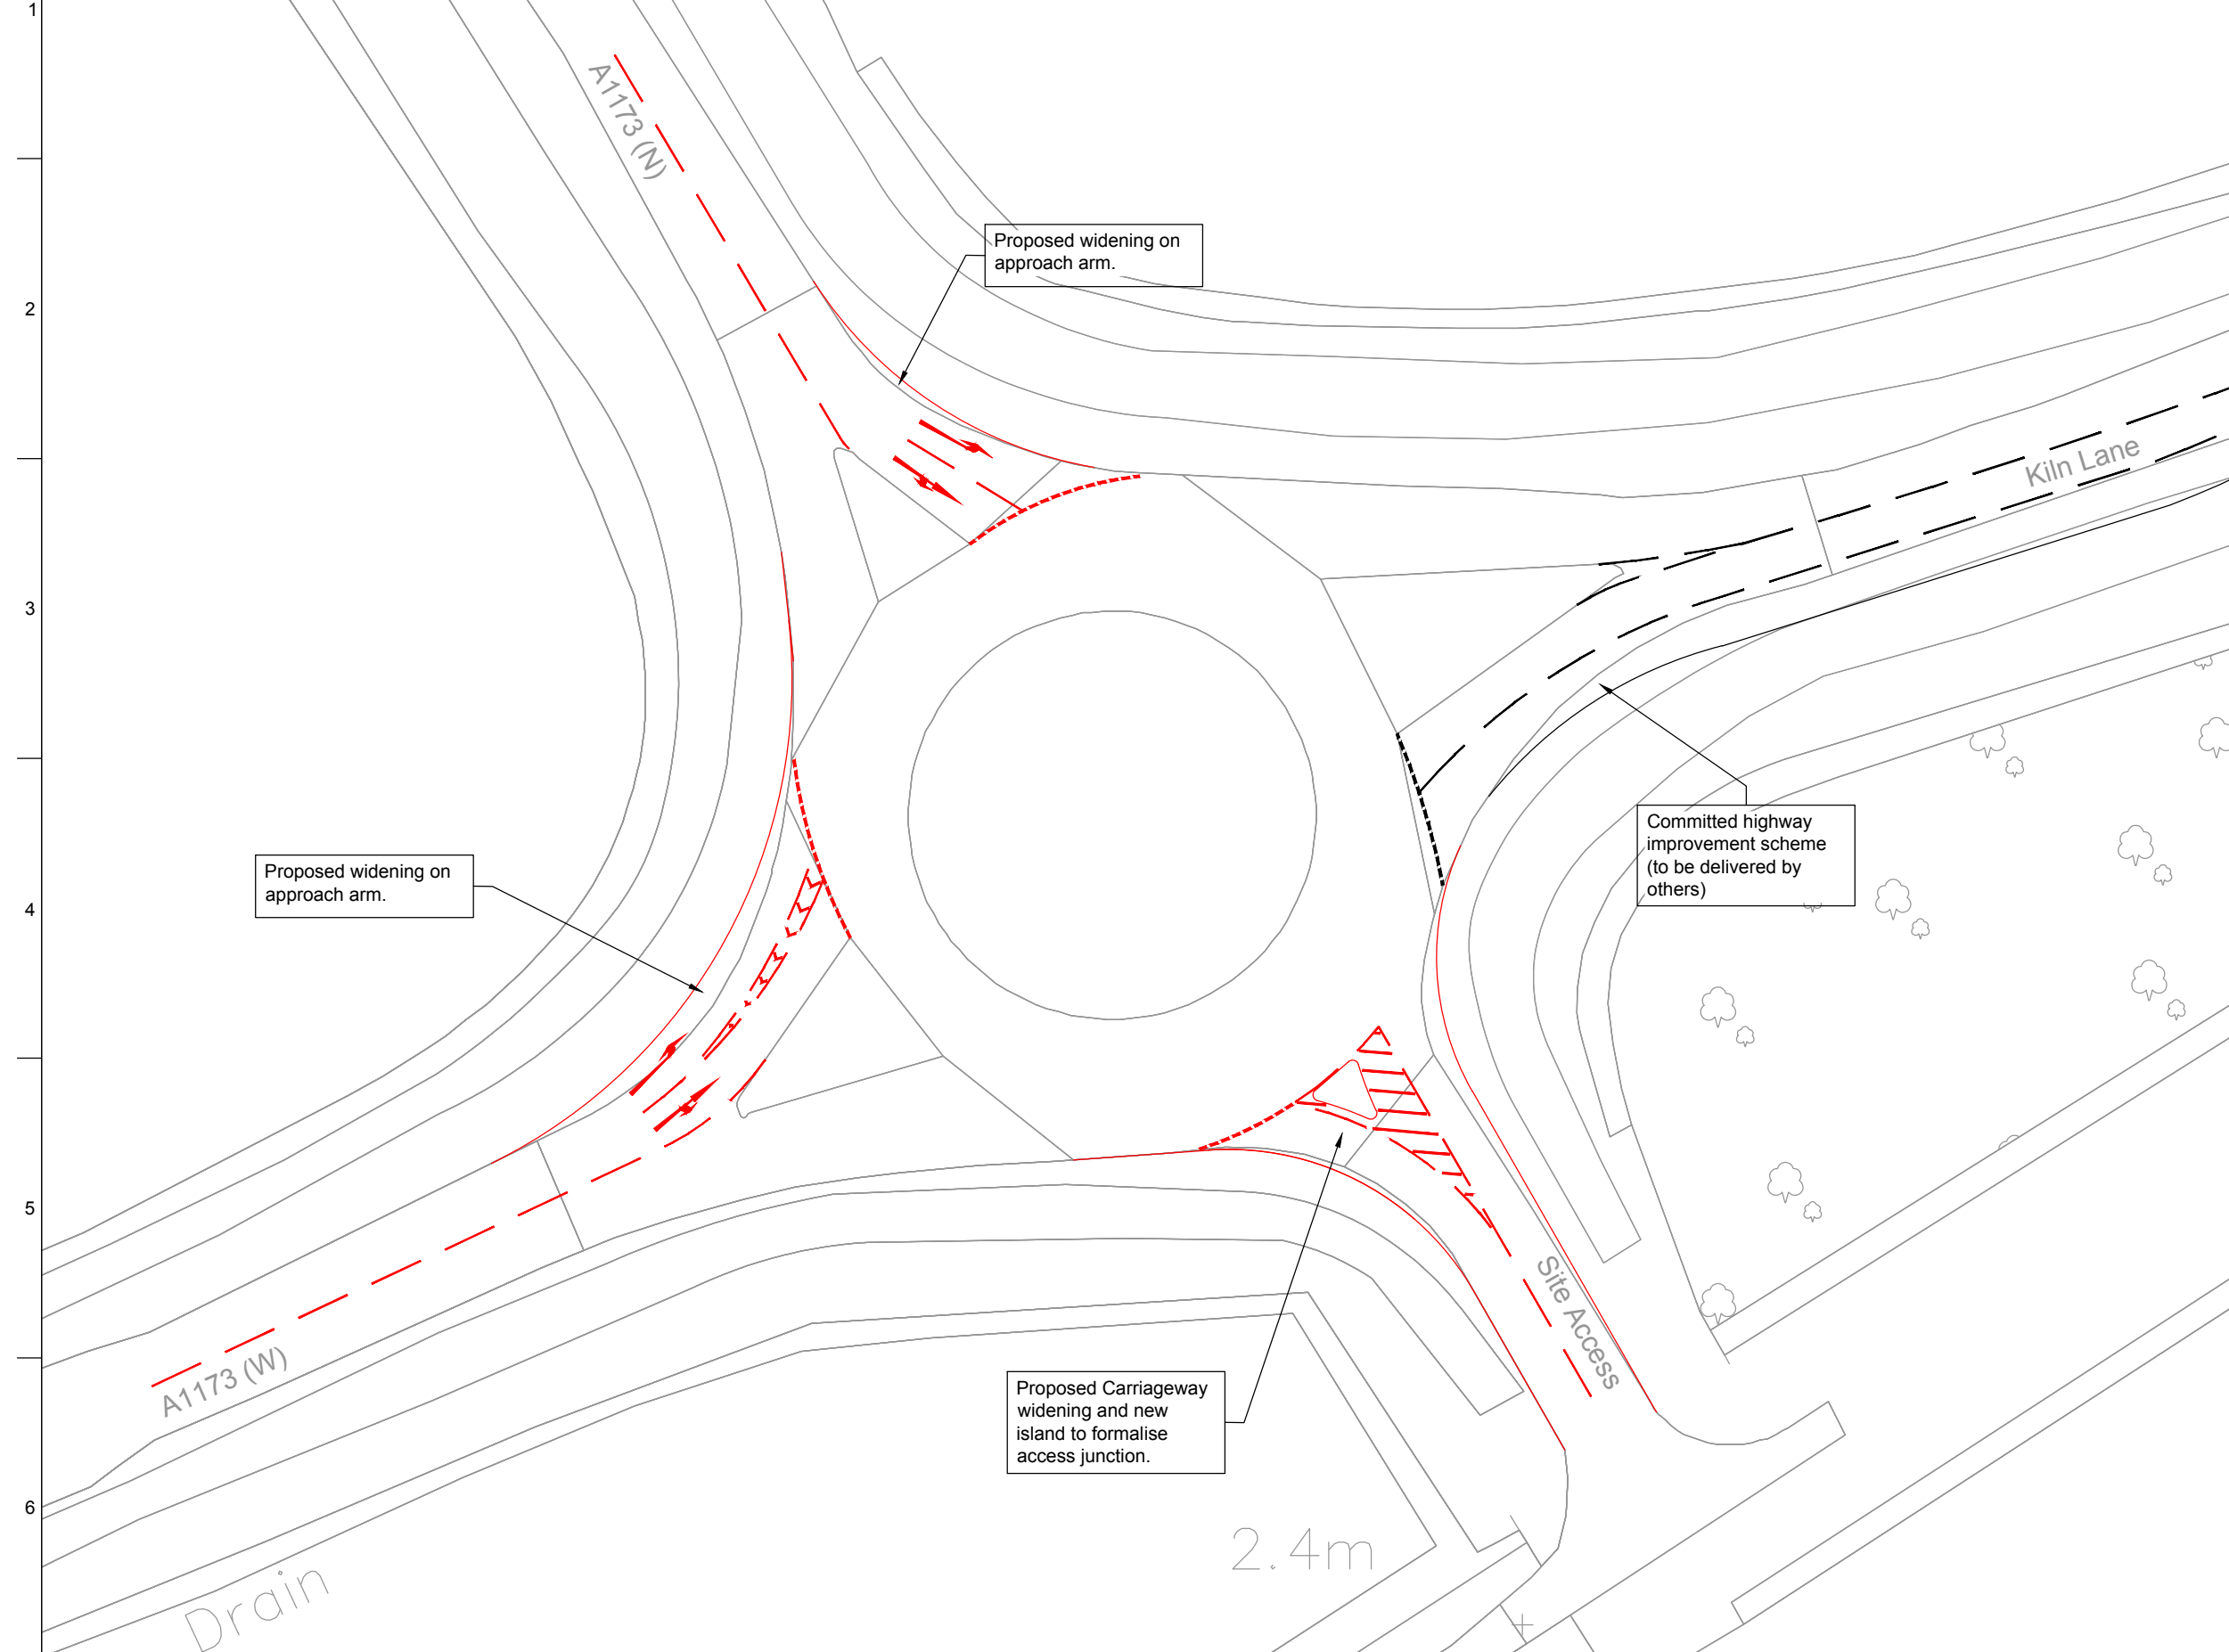 1
A1173 (N)
Proposed widening on
approach arm.
2
Kiln Lane
3
Committed highway
improvement scheme
(to be delivered by
others)
Proposed widening on
approach arm.
4
5
Site Access
A1173 (W)
Proposed Carriageway
widening and new
island to formalise
access junction.
6
2.4m
Drain